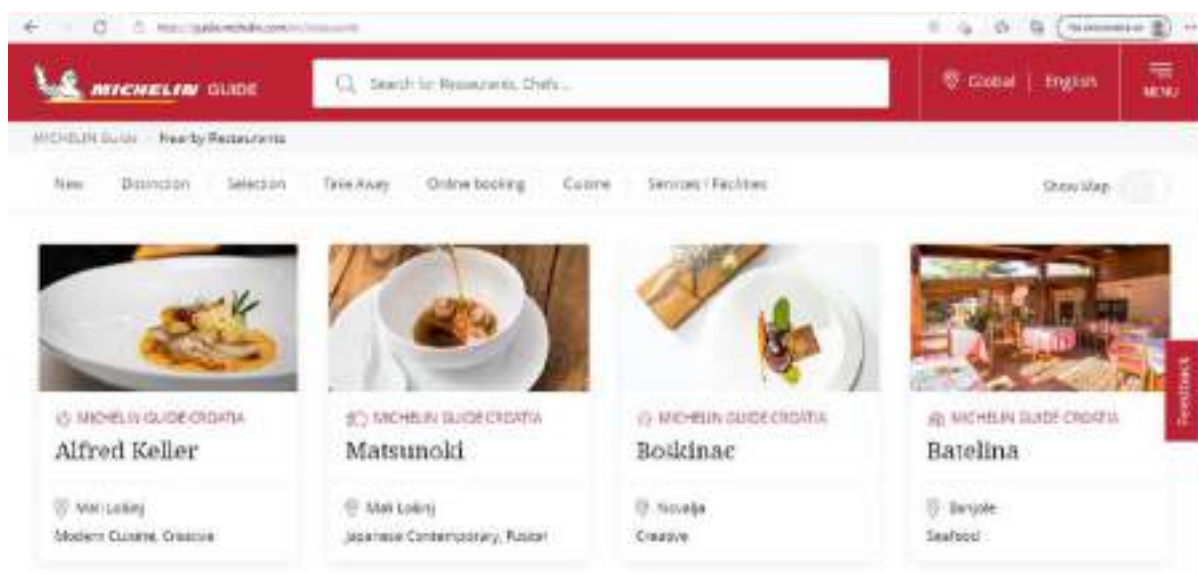 MICHELIN GUIDE
Search for Restaurants, Chefs...
Global | English
MENU
MICHELIN Guide Nearby Restaurants
New Distinction Selection Take Away Online booking Cuisine Services / Facilities Show Map
MICHELIN GUIDE CROATIA
Alfred Keller
Mali Lošinj
Modern Cuisine, Creative
MICHELIN GUIDE CROATIA
Matsunoki
Mali Lošinj
Japanese Contemporary, Fusion
MICHELIN GUIDE CROATIA
Boškinac
Novalja
Creative
MICHELIN GUIDE CROATIA
Batelina
Banjole
Seafood
Feedback